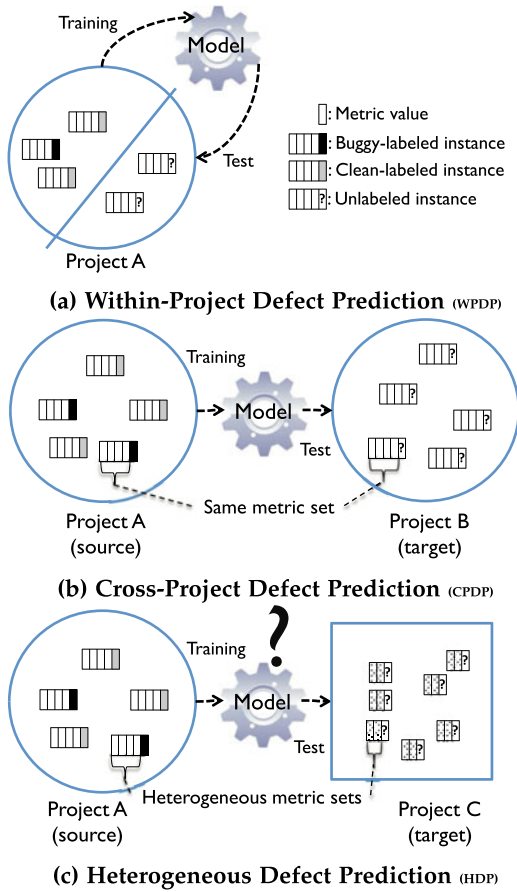 Training
Model
: Metric value
: Buggy-labeled instance
: Clean-labeled instance
?: Unlabeled instance
?
?
Test
Project A
(a) Within-Project Defect Prediction (WPDP)
Training
Model
Test
?
?
?
?
?
Same metric set
Project A
(source)
Project B
(target)
(b) Cross-Project Defect Prediction (CPDP)
?
Training
Model
Test
?
?
?
?
?
?
?
Heterogeneous metric sets
Project A
(source)
Project C
(target)
(c) Heterogeneous Defect Prediction (HDP)